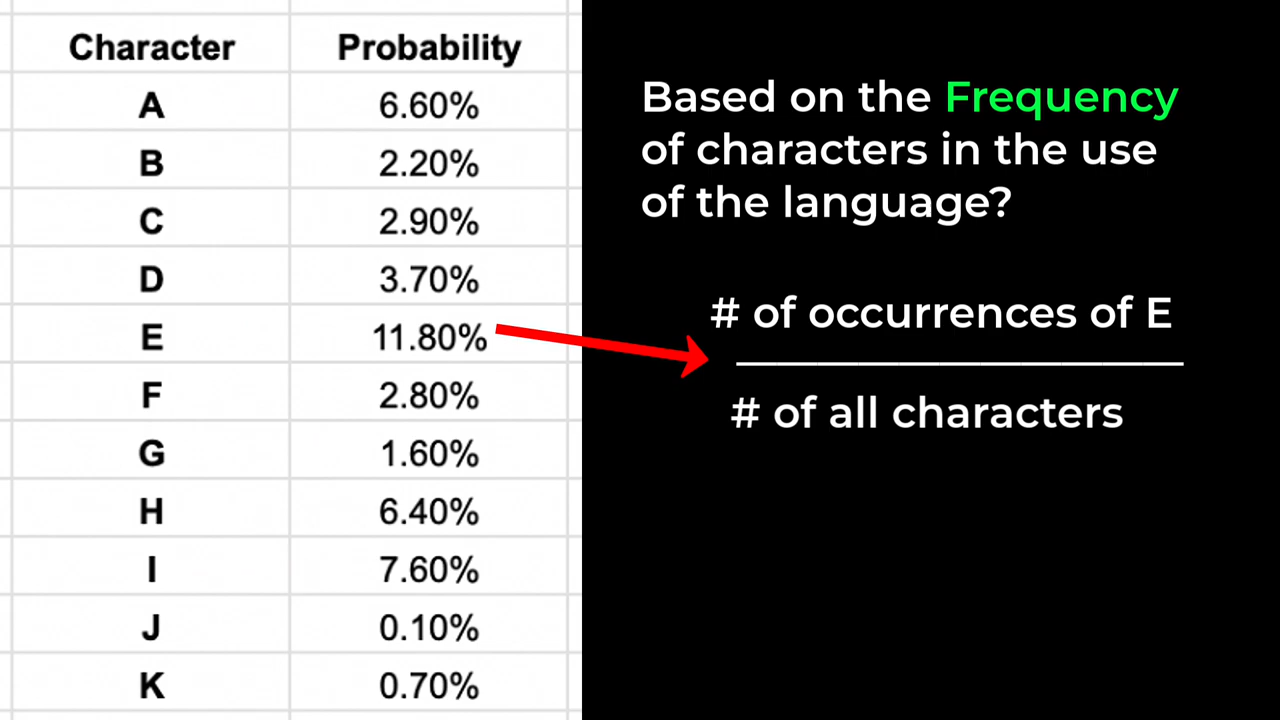 Character Probability
A 6.60%
B 2.20%
C 2.90%
D 3.70%
E 11.80%
F 2.80%
G 1.60%
H 6.40%
I 7.60%
J 0.10%
K 0.70%
Based on the Frequency
of characters in the use
of the language?
# of occurrences of E
# of all characters